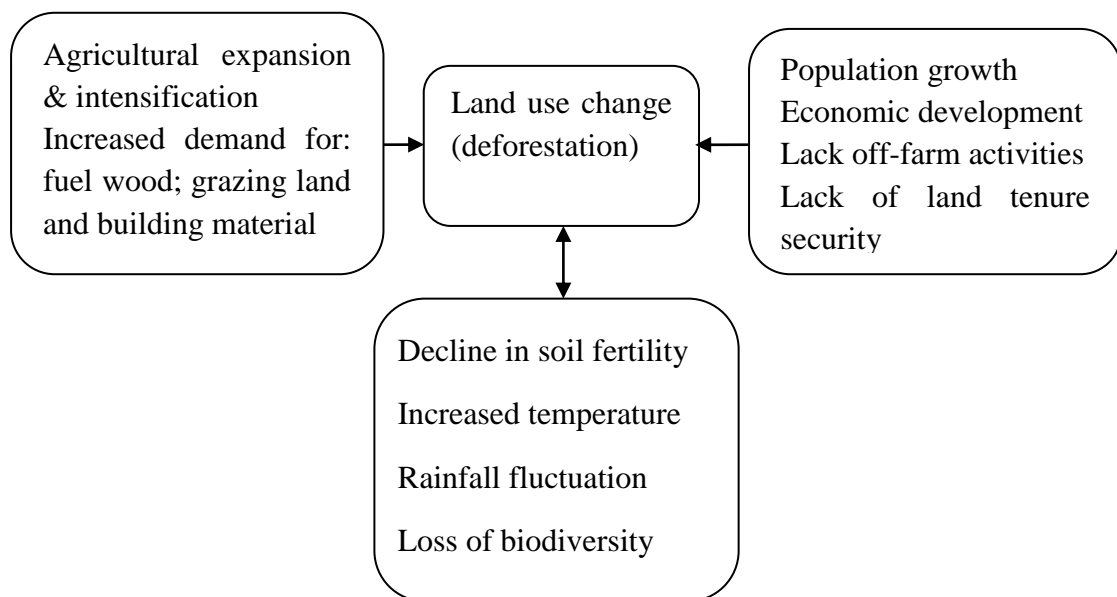 Agricultural expansion
& intensification
Increased demand for:
fuel wood; grazing land
and building material
Land use change
(deforestation)
Population growth
Economic development
Lack off-farm activities
Lack of land tenure
security
Decline in soil fertility
Increased temperature
Rainfall fluctuation
Loss of biodiversity